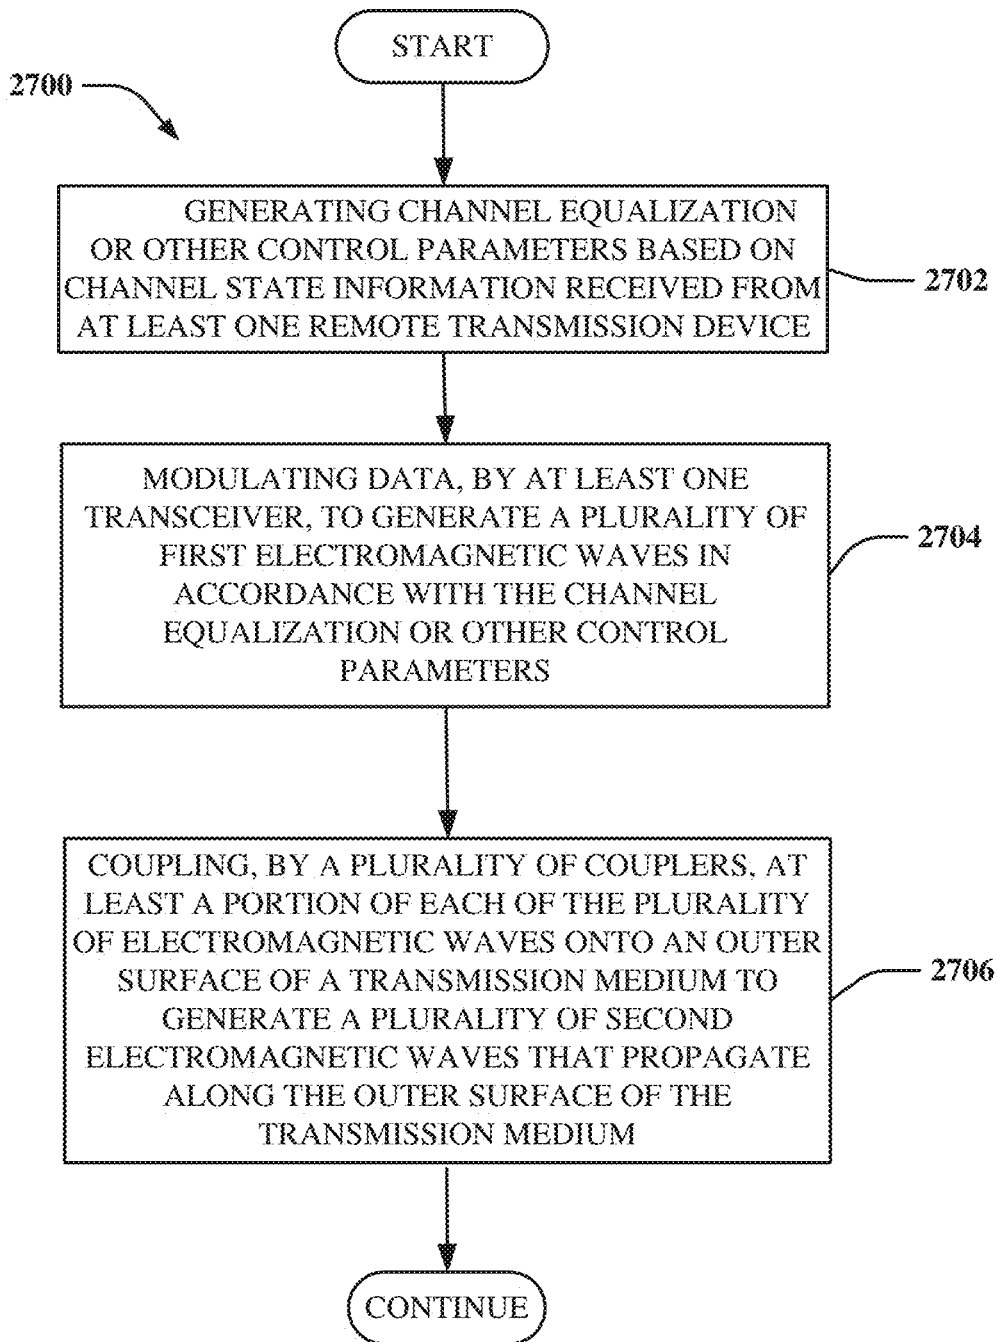 START
2700
GENERATING CHANNEL EQUALIZATION
OR OTHER CONTROL PARAMETERS BASED ON
CHANNEL STATE INFORMATION RECEIVED FROM
AT LEAST ONE REMOTE TRANSMISSION DEVICE
2702
MODULATING DATA, BY AT LEAST ONE
TRANSCEIVER, TO GENERATE A PLURALITY OF
FIRST ELECTROMAGNETIC WAVES IN
ACCORDANCE WITH THE CHANNEL
EQUALIZATION OR OTHER CONTROL
PARAMETERS
2704
COUPLING, BY A PLURALITY OF COUPLERS, AT
LEAST A PORTION OF EACH OF THE PLURALITY
OF ELECTROMAGNETIC WAVES ONTO AN OUTER
SURFACE OF A TRANSMISSION MEDIUM TO
GENERATE A PLURALITY OF SECOND
ELECTROMAGNETIC WAVES THAT PROPAGATE
ALONG THE OUTER SURFACE OF THE
TRANSMISSION MEDIUM
2706
CONTINUE